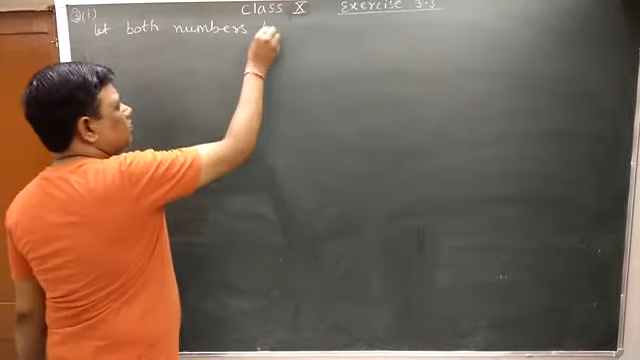 Class X Exercise 3.3
Q(i)
let both numbers